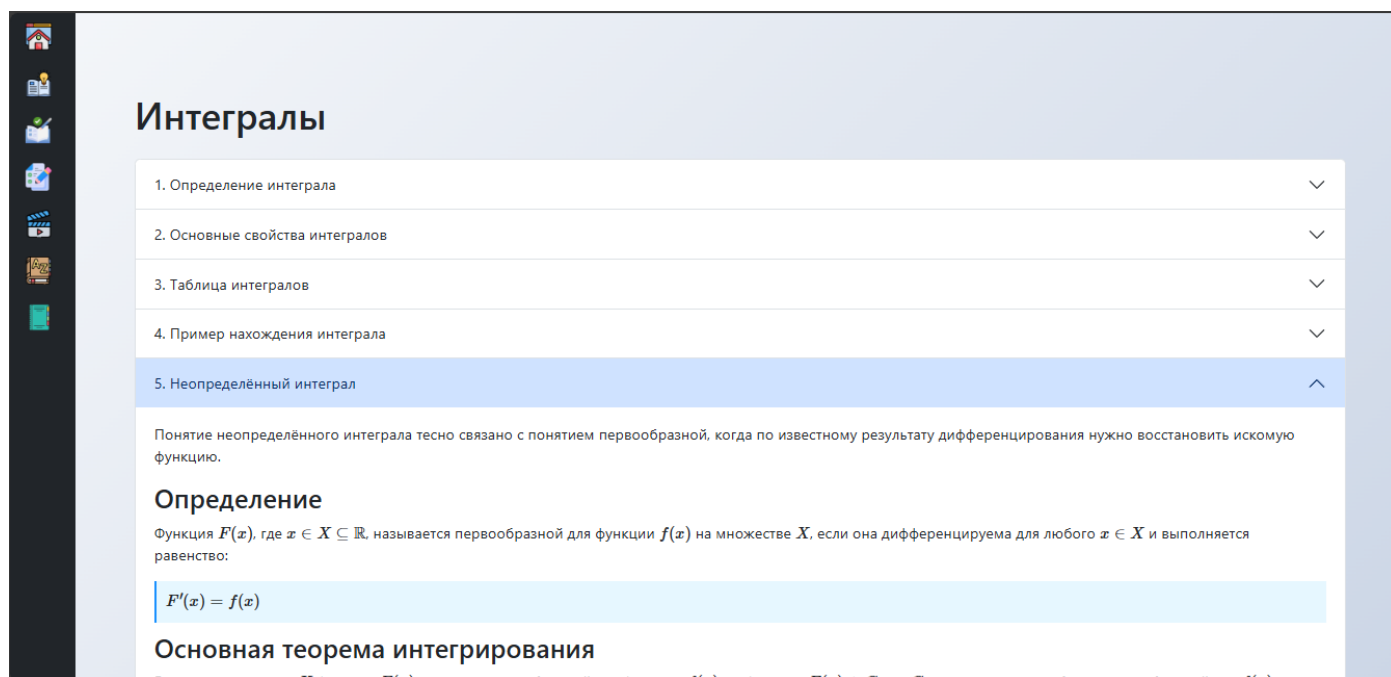 Интегралы
1. Определение интеграла
2. Основные свойства интегралов
3. Таблица интегралов
4. Пример нахождения интеграла
5. Неопределённый интеграл
Понятие неопределённого интеграла тесно связано с понятием первообразной, когда по известному результату дифференцирования нужно восстановить искомую
функцию.
Определение
Функция F(x), где x ∈ X ⊆ ℝ, называется первообразной для функции f(x) на множестве X, если она дифференцируема для любого x ∈ X и выполняется
равенство:
F′(x) = f(x)
Основная теорема интегрирования